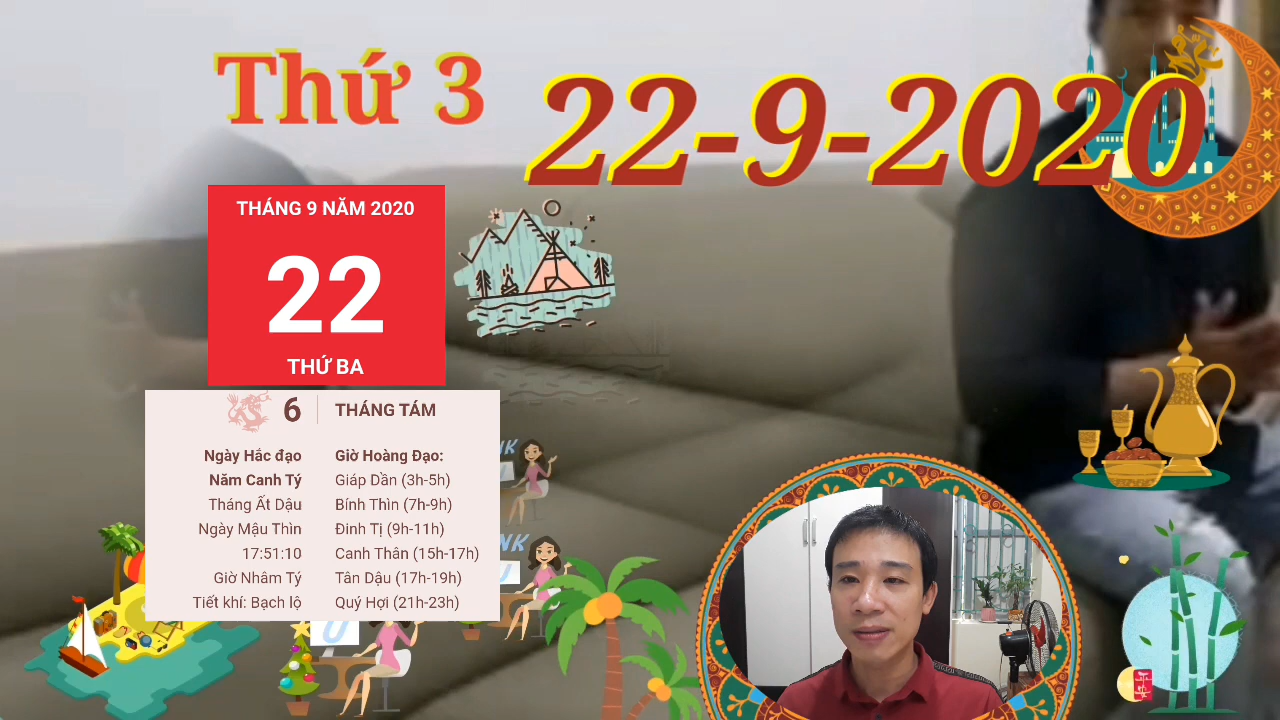 Thứ 3
22-9-2020
THÁNG 9 NĂM 2020
22
THỨ BA
6
THÁNG TÁM
Ngày Hắc đạo
Năm Canh Tý
Tháng Ất Dậu
Ngày Mậu Thìn
17:51:10
Giờ Nhâm Tý
Tiết khí: Bạch lộ
Giờ Hoàng Đạo:
Giáp Dần (3h-5h)
Bính Thìn (7h-9h)
Đinh Tị (9h-11h)
Canh Thân (15h-17h)
Tân Dậu (17h-19h)
Quý Hợi (21h-23h)
NK
NK
U
U